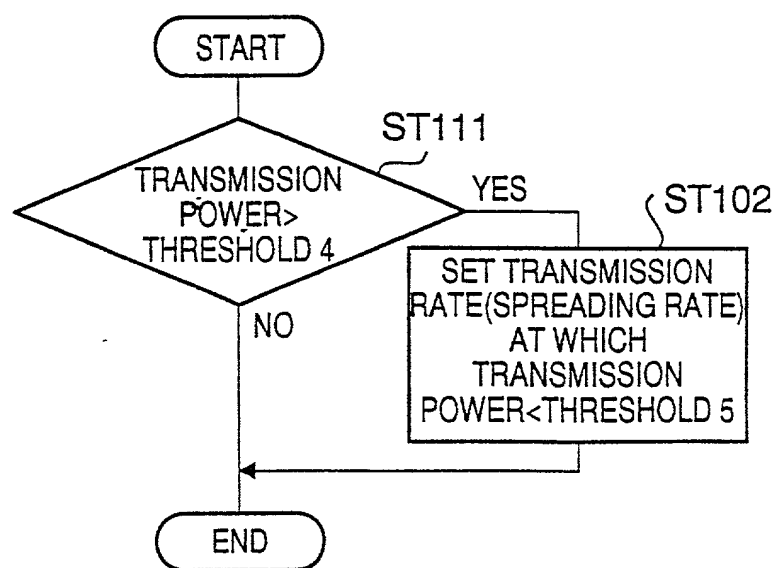 START
ST111
TRANSMISSION
POWER>
THRESHOLD 4
YES
ST102
SET TRANSMISSION
RATE(SPREADING RATE)
AT WHICH
TRANSMISSION
POWER<THRESHOLD 5
NO
END